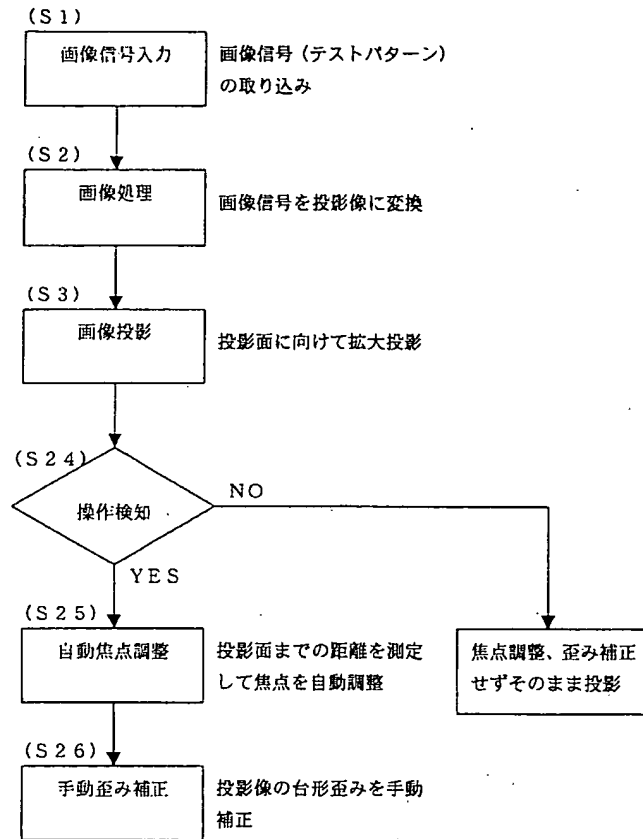 (S1)
画像信号入力
画像信号(テストパターン)
の取り込み
(S2)
画像処理
画像信号を投影像に変換
(S3)
画像投影
投影面に向けて拡大投影
(S24)
操作検知
NO
YES
(S25)
自動焦点調整
投影面までの距離を測定
して焦点を自動調整
焦点調整、歪み補正
せずそのまま投影
(S26)
手動歪み補正
投影像の台形歪みを手動
補正